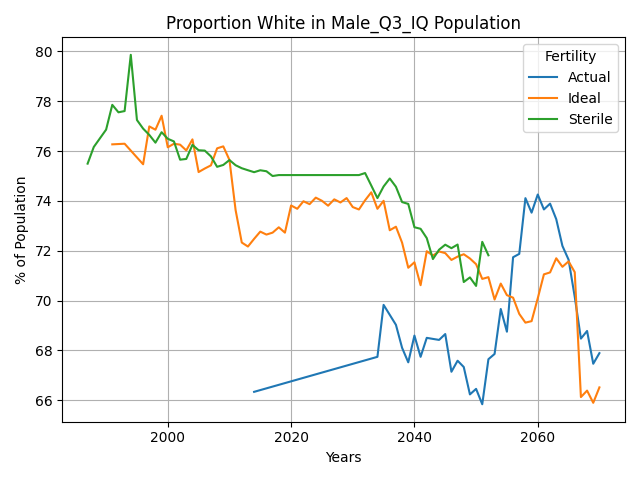 Proportion White in Male_Q3_IQ Population
Fertility
Actual
Ideal
Sterile
% of Population
80
78
76
74
72
70
68
66
2000
2020
2040
2060
Years